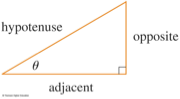 hypotenuse
opposite
θ
adjacent